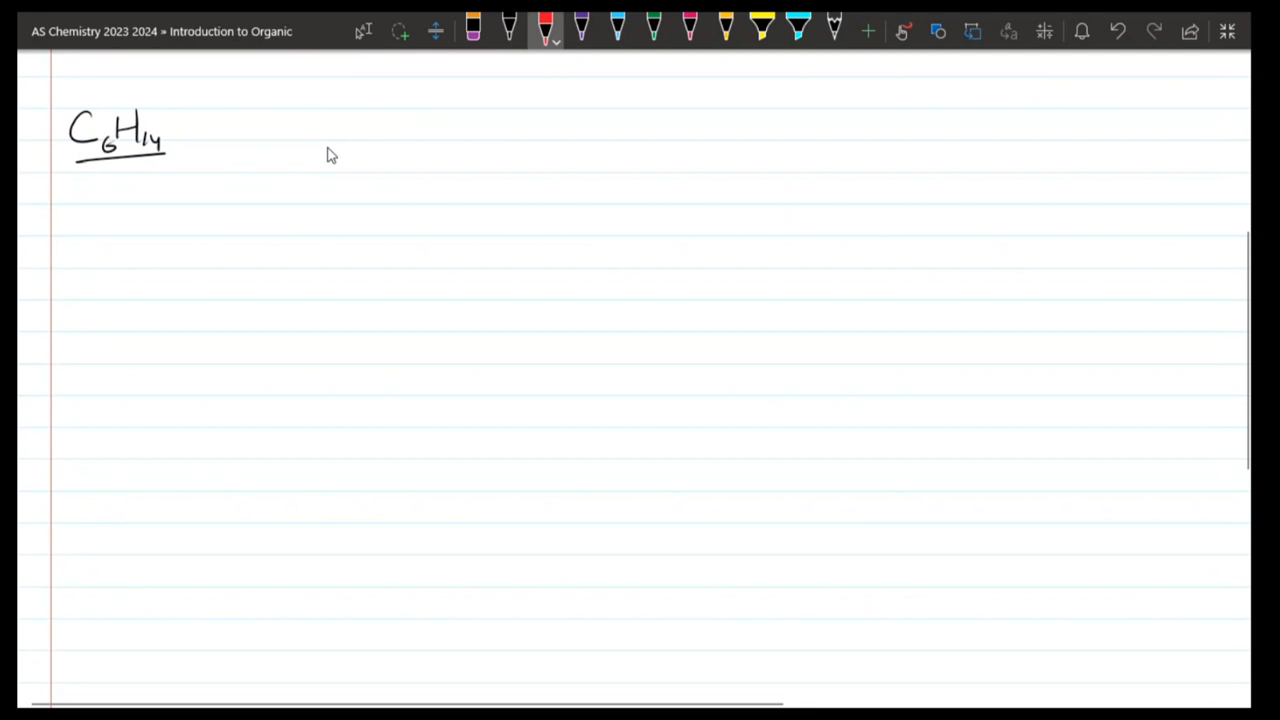 AS Chemistry 2023 2024 » Introduction to Organic
C₆H₁₄